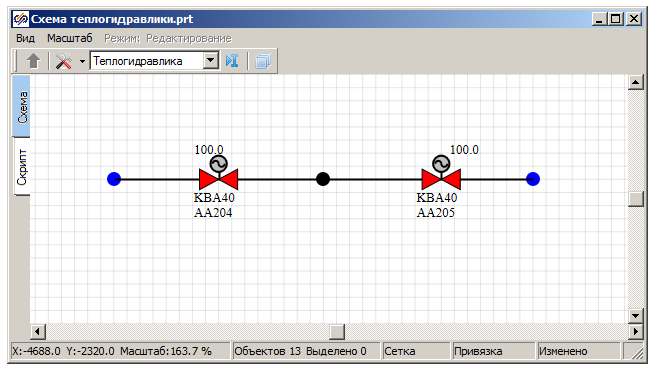 Схема теплогидравлики.prt
Вид Масштаб Режим: Редактирование
Теплогидравлика
Схема
Скрипт
100.0 100.0
KBA40 KBA40
AA204 AA205
X:-4688.0 Y:-2320.0 Масштаб:163.7 % Объектов 13 Выделено 0 Сетка Привязка Изменено